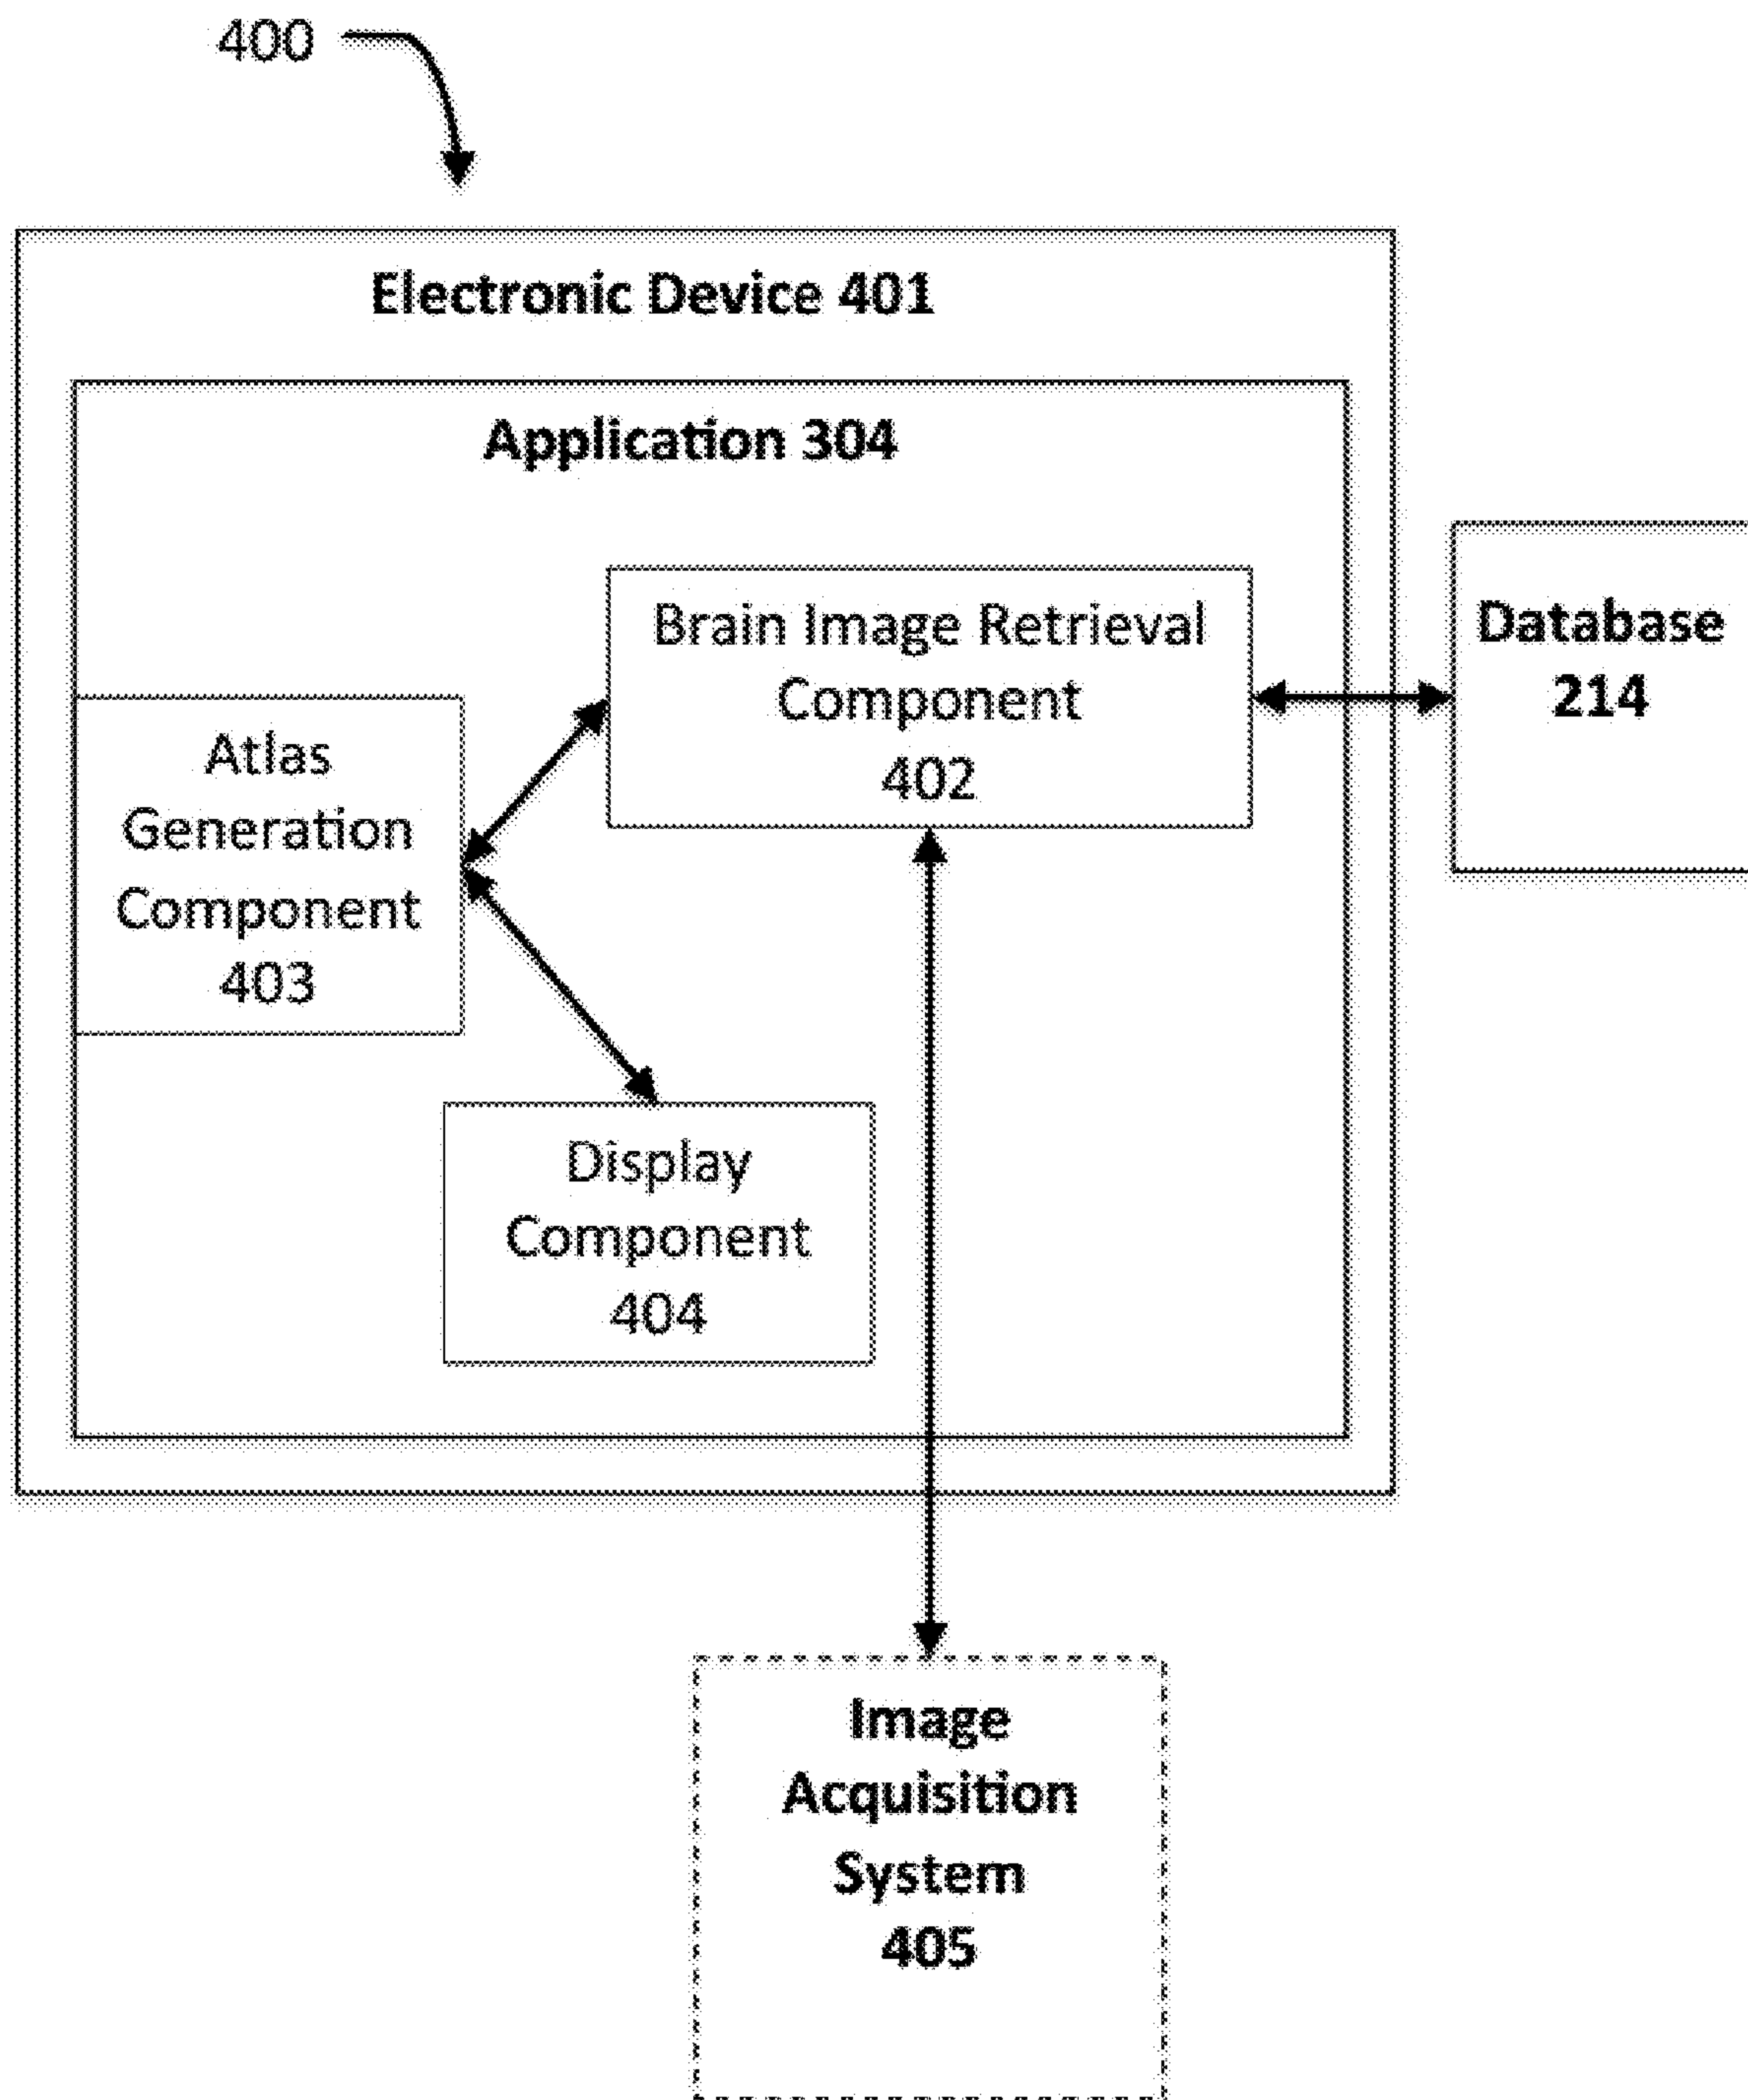 400
Electronic Device 401
Application 304
Brain Image Retrieval
Component
402
Database
214
Atlas
Generation
Component
403
Display
Component
404
Image
Acquisition
System
405